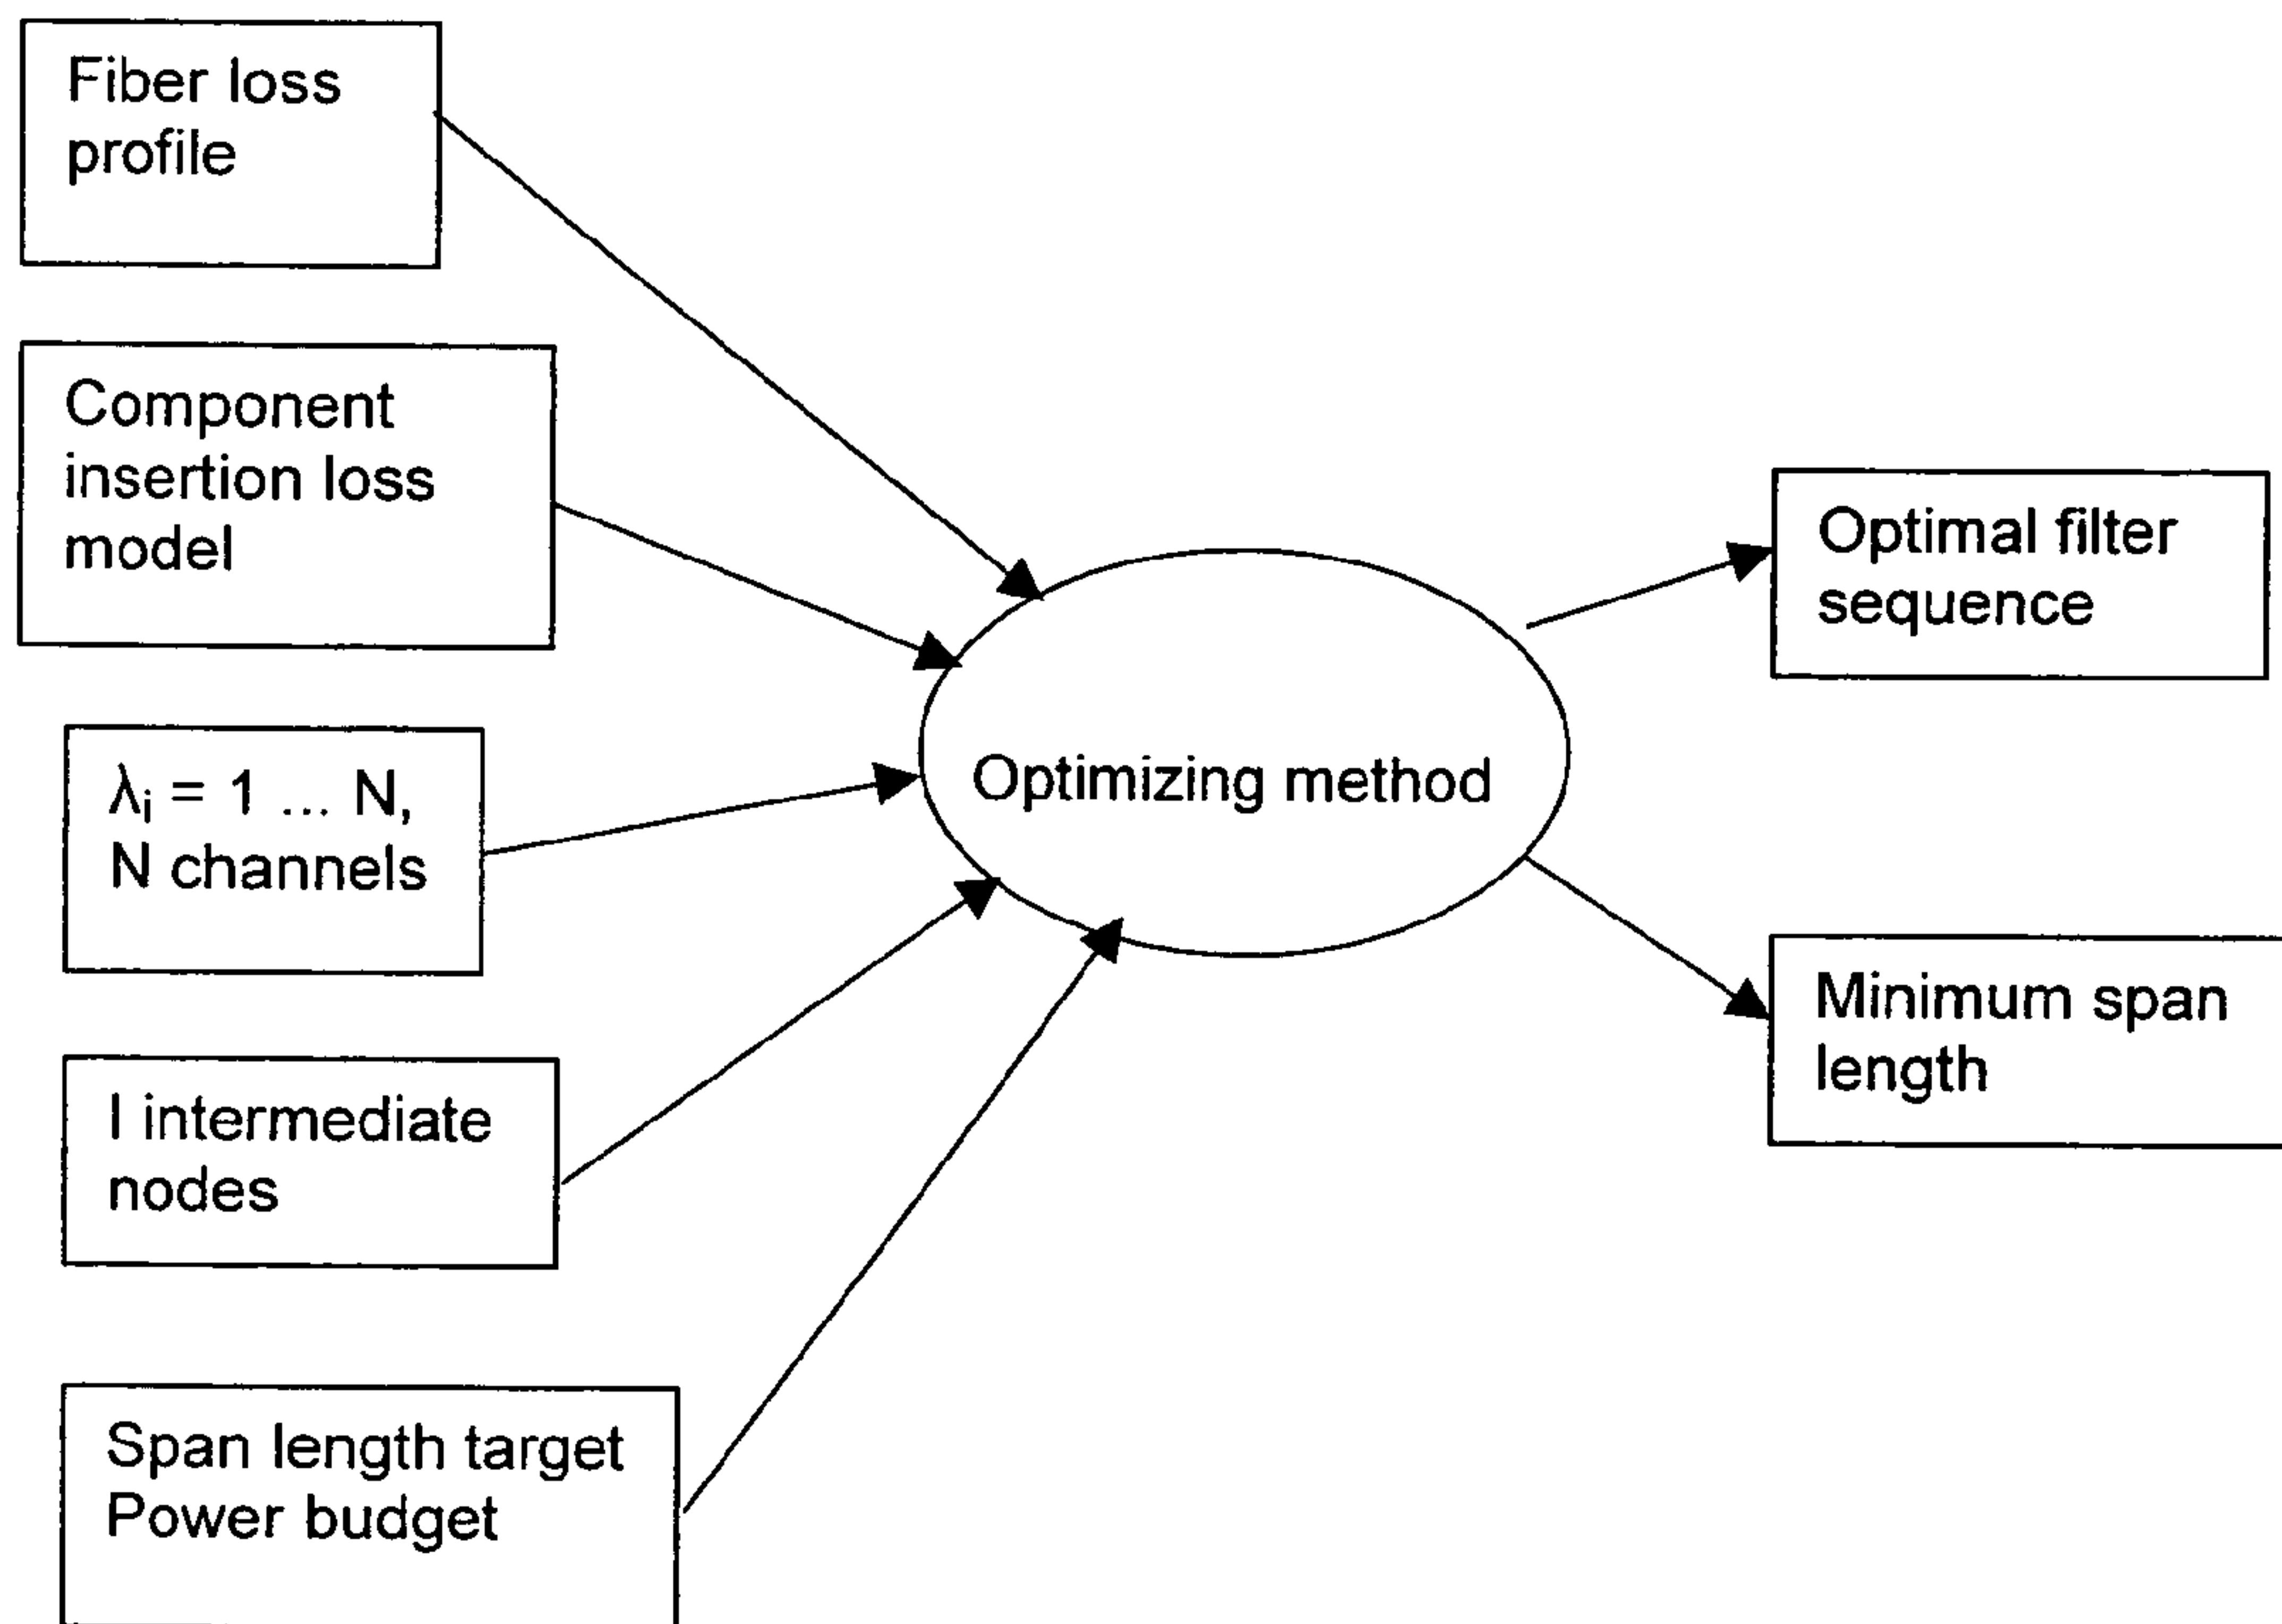 Fiber loss
profile
Component
insertion loss
model
λi = 1 ... N,
N channels
I intermediate
nodes
Span length target
Power budget
Optimizing method
Optimal filter
sequence
Minimum span
length